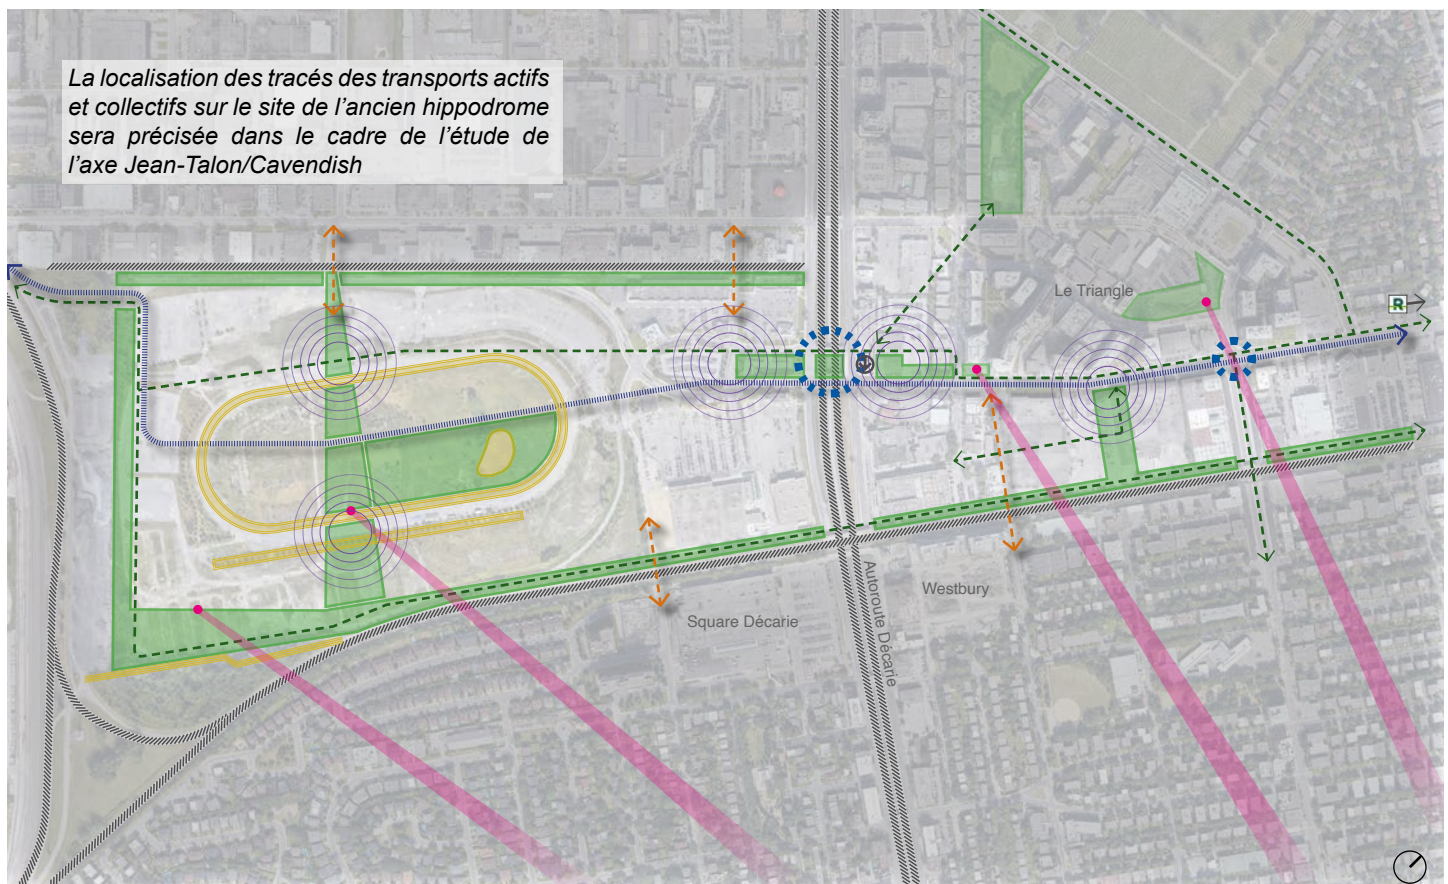 La localisation des tracés des transports actifs
et collectifs sur le site de l'ancien hippodrome
sera précisée dans le cadre de l'étude de
l'axe Jean-Talon/Cavendish
Le Triangle
R
Autoroute Décarie
Westbury
Square Décarie